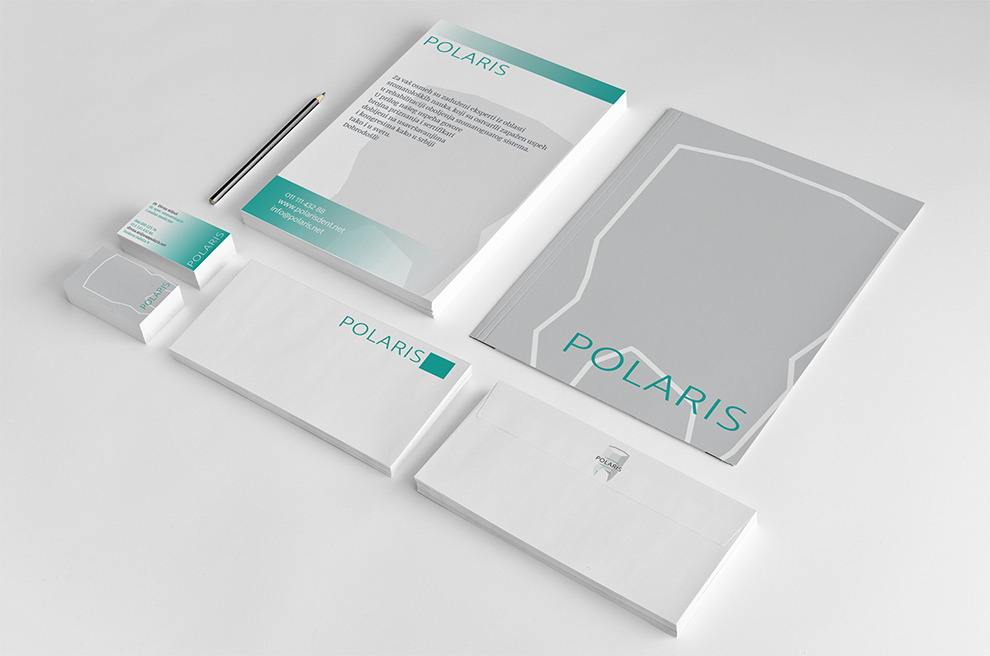 POLARIS
Za vaš osmeh su zaduženi eksperti iz oblasti
stomatoloških nauka, koji su ostvarili zapažen uspeh
u rehabilitaciji oboljenja stomatognatog sistema.
U prilog našeg uspeha govore
brojna priznanja i sertifikati
dobijeni na usavršavanjima
i kongresima kako u Srbiji
tako i u svetu.
Dobrodošli!
011 111 432 88
www.polarisdent.net
info@polaris.net
POLARIS
POLARIS
POLARIS
POLARIS
POLARIS